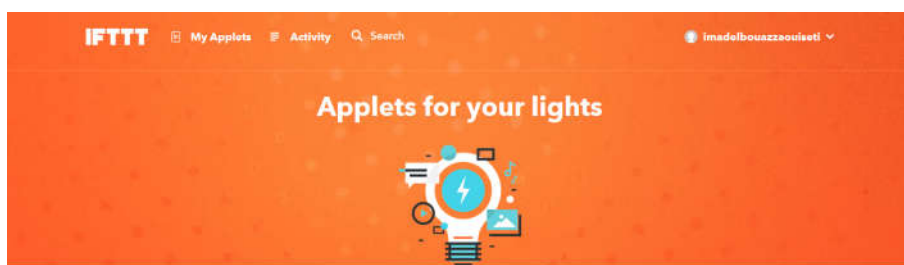 IFTTT My Applets Activity Search imadelbouazzaouiseti
Applets for your lights